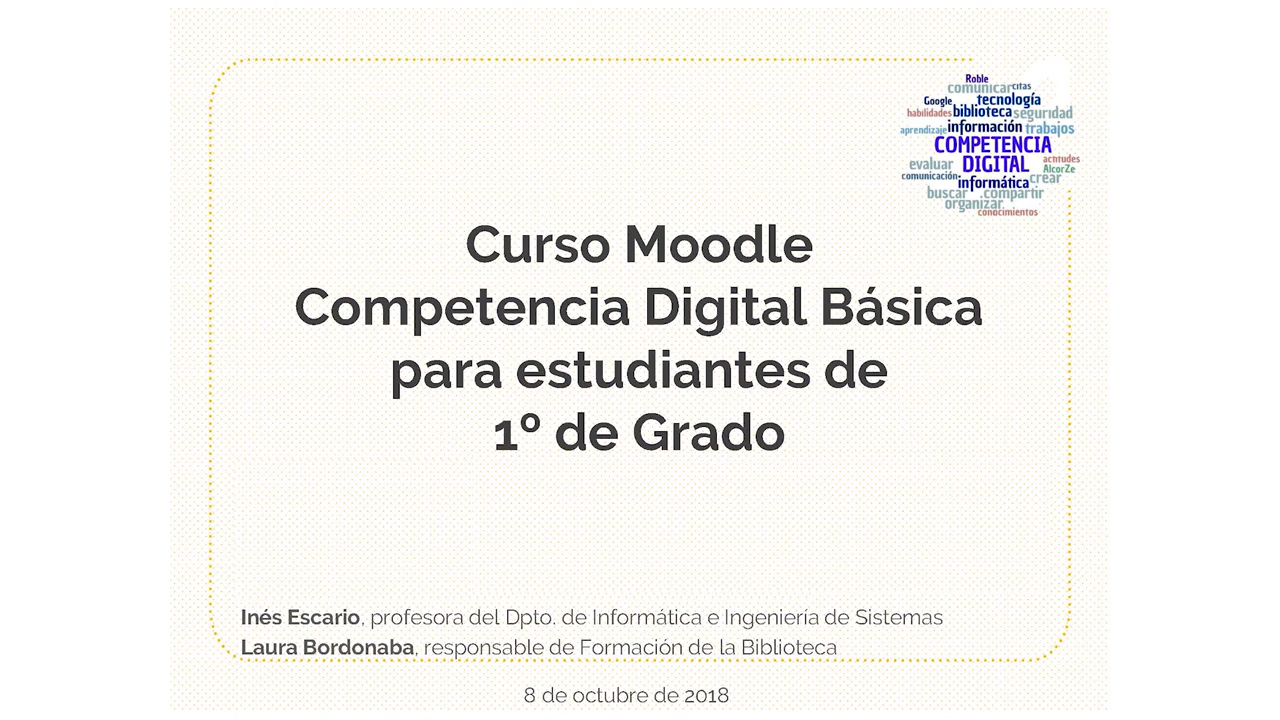 Roble
comunicar citas
Google tecnología
habilidades biblioteca seguridad
aprendizaje información trabajos
COMPETENCIA
evaluar DIGITAL actitudes
AlcorZe
comunicación informática crear
buscar compartir
organizar
conocimientos
Curso Moodle
Competencia Digital Básica
para estudiantes de
1º de Grado
Inés Escario, profesora del Dpto. de Informática e Ingeniería de Sistemas
Laura Bordonaba, responsable de Formación de la Biblioteca
8 de octubre de 2018